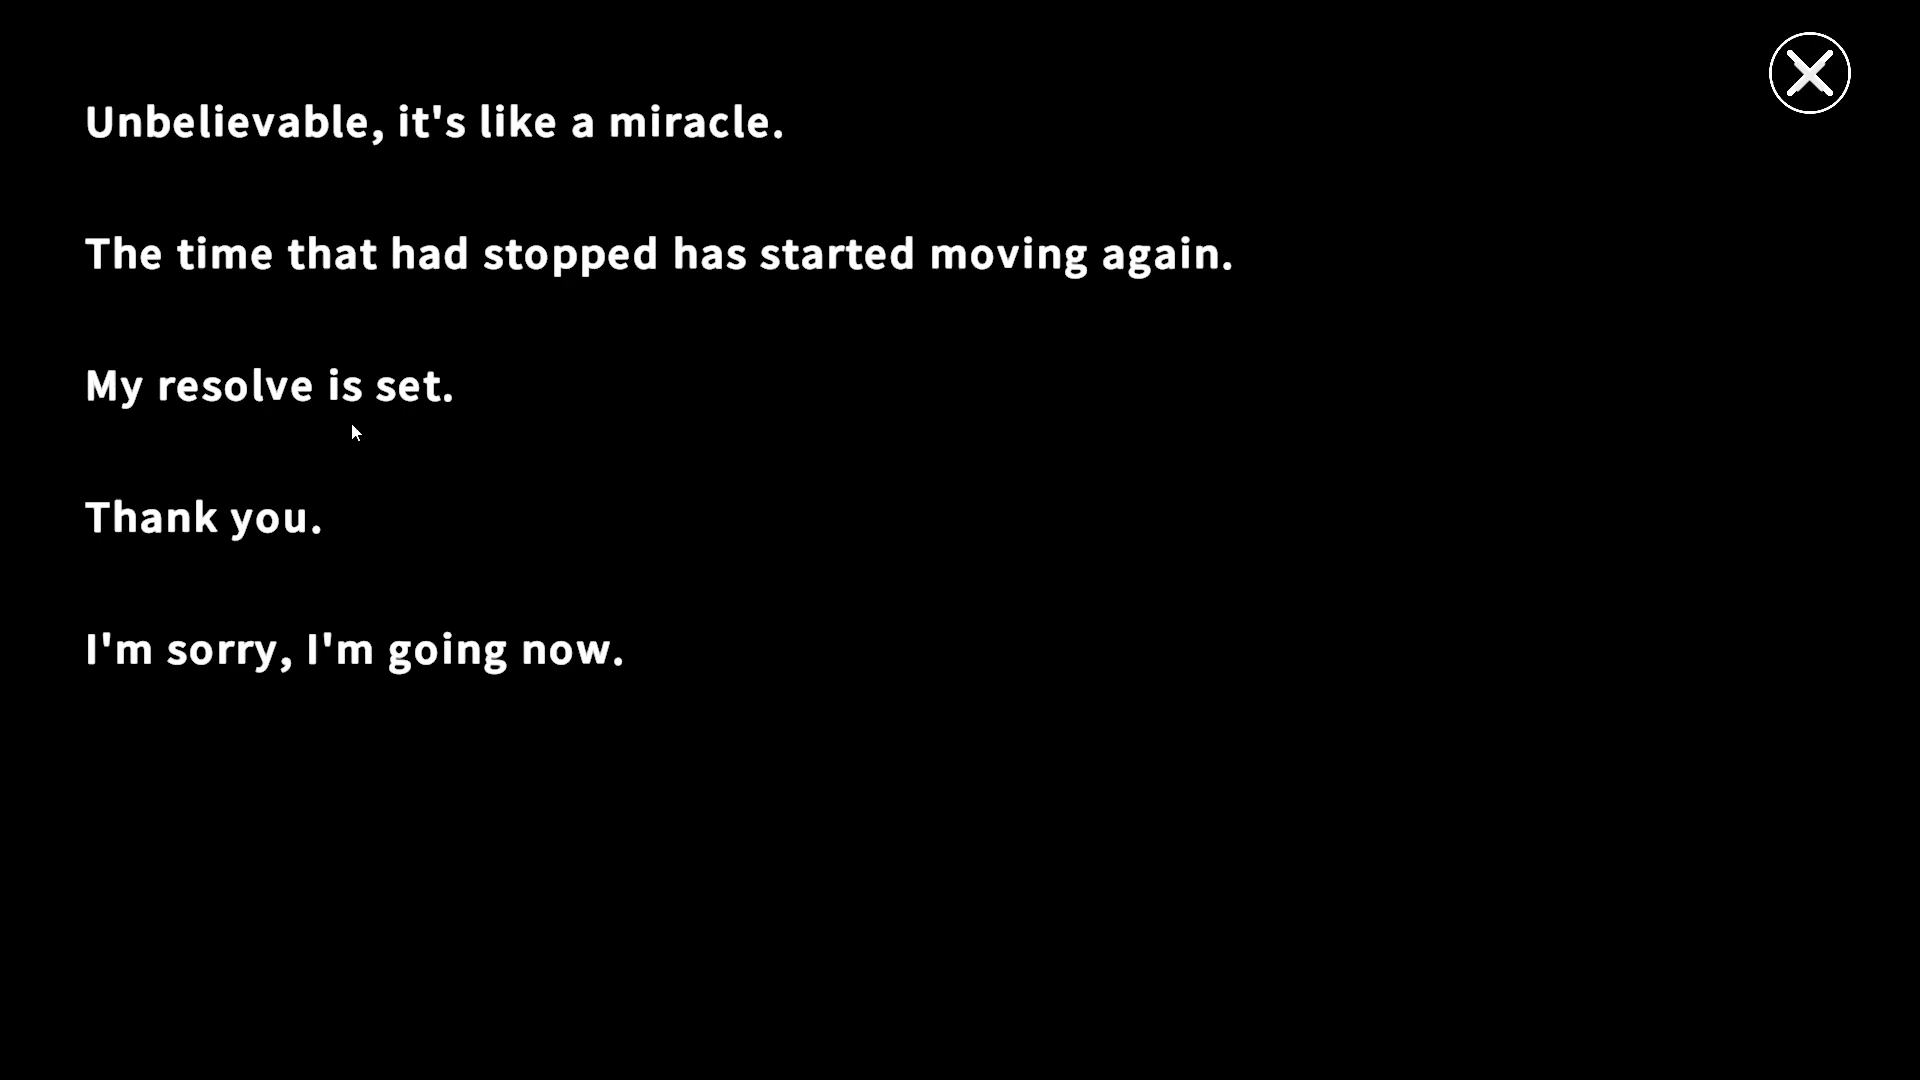 Unbelievable, it's like a miracle.
The time that had stopped has started moving again.
My resolve is set.
Thank you.
I'm sorry, I'm going now.